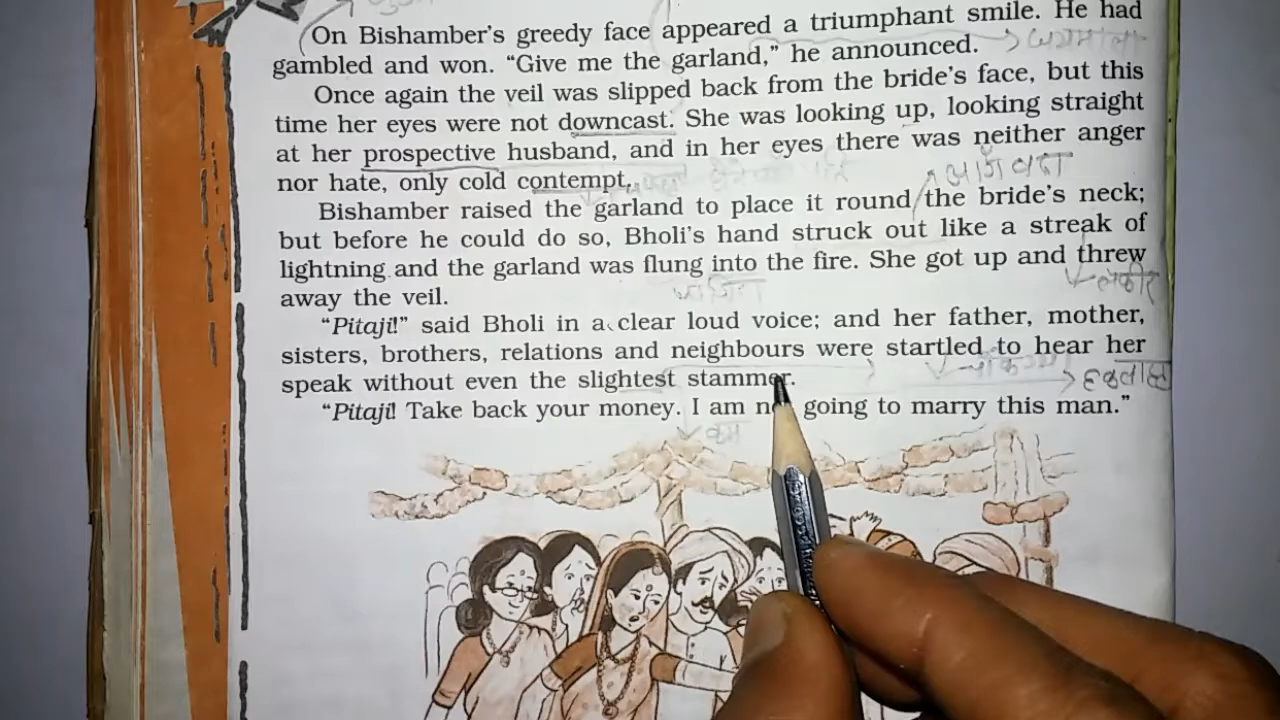 On Bishamber's greedy face appeared a triumphant smile. He had
gambled and won. “Give me the garland,” he announced.
Once again the veil was slipped back from the bride's face, but this
time her eyes were not downcast. She was looking up, looking straight
at her prospective husband, and in her eyes there was neither anger
nor hate, only cold contempt.
Bishamber raised the garland to place it round the bride's neck;
but before he could do so, Bholi's hand struck out like a streak of
lightning and the garland was flung into the fire. She got up and threw
away the veil.
“Pitaji!” said Bholi in a clear loud voice; and her father, mother,
sisters, brothers, relations and neighbours were startled to hear her
speak without even the slightest stammer.
“Pitaji! Take back your money. I am going to marry this man.”
लकीर
कम